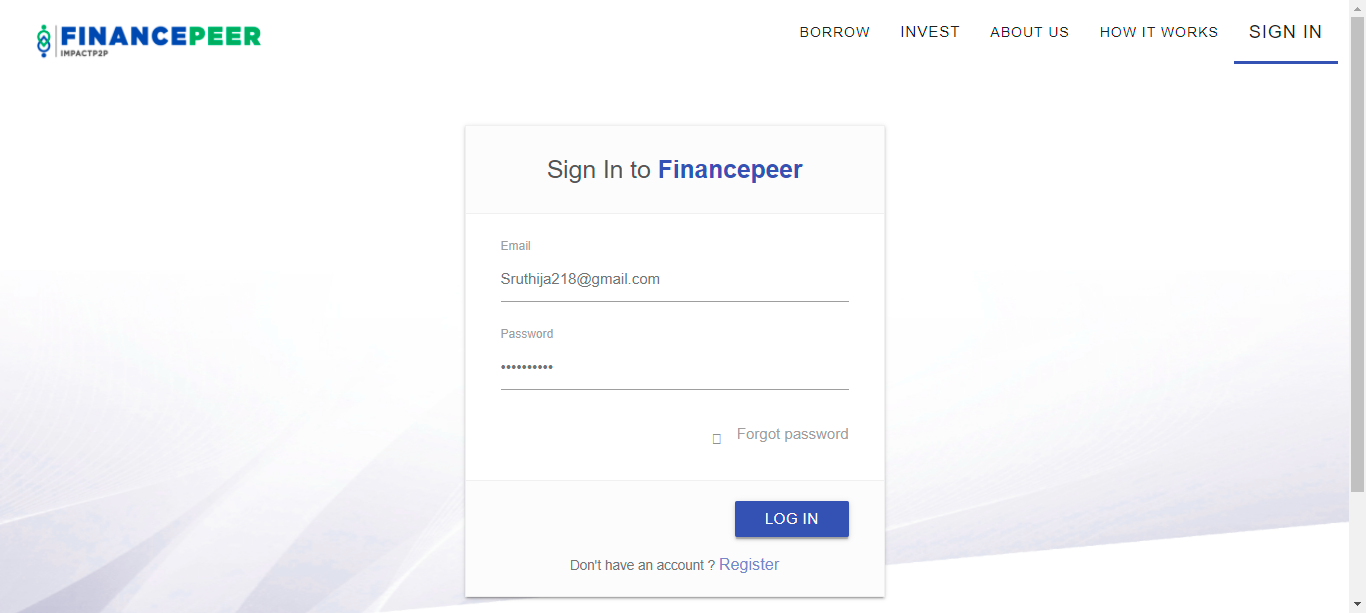 FINANCEPEER
IMPACTP2P
BORROW INVEST ABOUT US HOW IT WORKS SIGN IN
Sign In to Financepeer
Email
Sruthija218@gmail.com
Password
••••••••••
Forgot password
LOG IN
Don't have an account ? Register